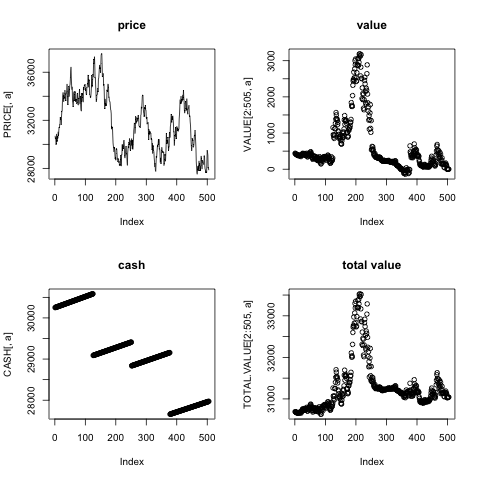 price
PRICE[, a]
28000 32000 36000
0 100 200 300 400 500
Index
value
VALUE[2:505, a]
0 1000 2000 3000
0 100 200 300 400 500
Index
cash
CASH[, a]
28000 29000 30000
0 100 200 300 400 500
Index
total value
TOTAL.VALUE[2:505, a]
31000 32000 33000
0 100 200 300 400 500
Index